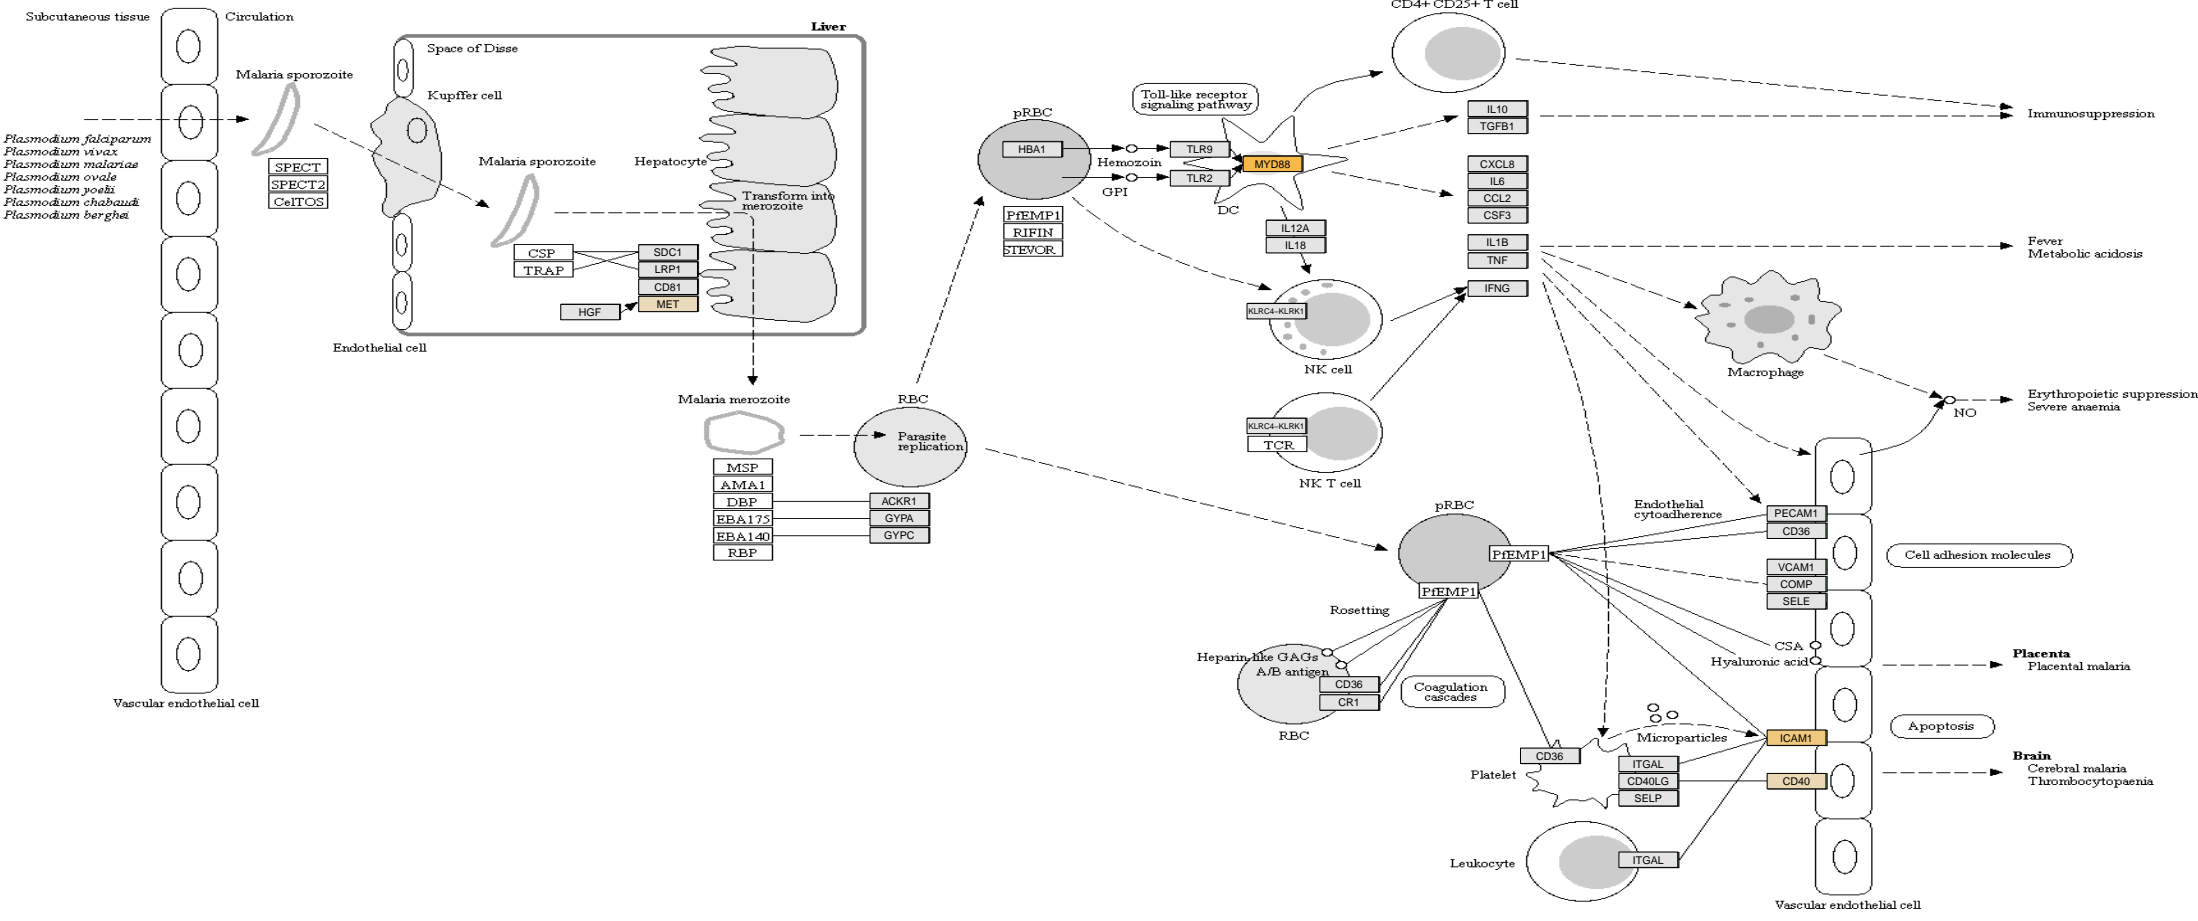 Subcutaneous tissue
Circulation
Malaria sporozoite
Plasmodium falciparum
Plasmodium vivax
Plasmodium malariae
Plasmodium ovale
Plasmodium yoelii
Plasmodium chabaudi
Plasmodium berghei
SPECT
SPECT2
CelTOS
Vascular endothelial cell
Liver
Space of Disse
Kupffer cell
Malaria sporozoite
Hepatocyte
Transform into
merozoite
CSP
TRAP
SDC1
LRP1
CD81
MET
HGF
Endothelial cell
Malaria merozoite
MSP
AMA1
DBP
EBA175
EBA140
RBP
RBC
Parasite
replication
ACKR1
GYPA
GYPC
pRBC
HBA1
PfEMP1
RIFIN
STEVOR
Hemozoin
GPI
Toll-like receptor
signaling pathway
TLR9
TLR2
MYD88
DC
IL12A
IL18
CD4+ CD25+ T cell
IL10
TGFB1
CXCL8
IL6
CCL2
CSF3
IL1B
TNF
IFNG
KLRC4-KLRK1
NK cell
KLRC4-KLRK1
TCR
NK T cell
Immunosuppression
Fever
Metabolic acidosis
Macrophage
NO
Erythropoietic suppression
Severe anaemia
pRBC
PfEMP1
PfEMP1
Endothelial
cytoadherence
PECAM1
CD36
VCAM1
COMP
SELE
Cell adhesion molecules
Rosetting
Heparin-like GAGs
A/B antigen
CD36
CR1
RBC
Coagulation
cascades
CSA
Hyaluronic acid
Placenta
Placental malaria
Microparticles
ICAM1
Apoptosis
CD36
Platelet
ITGAL
CD40LG
SELP
CD40
Brain
Cerebral malaria
Thrombocytopaenia
Leukocyte
ITGAL
Vascular endothelial cell